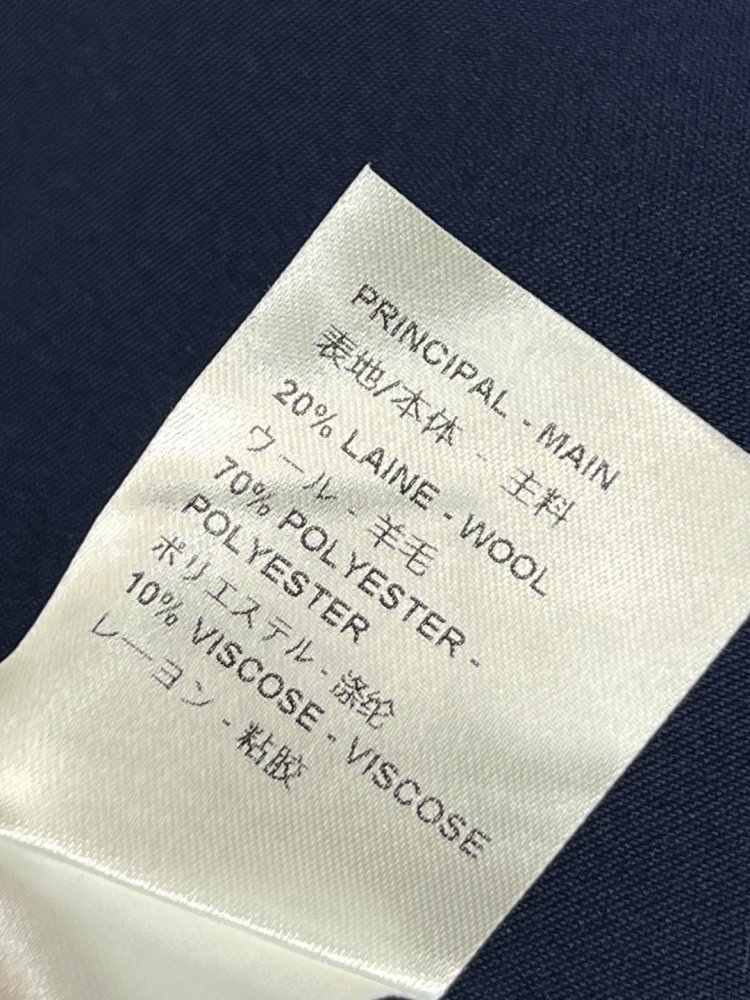 PRINCIPAL - MAIN
表地/本体 - 主料
20% LAINE - WOOL
ウール - 羊毛
70% POLYESTER -
POLYESTER
ポリエステル - 涤纶
10% VISCOSE - VISCOSE
レーヨン - 粘胶